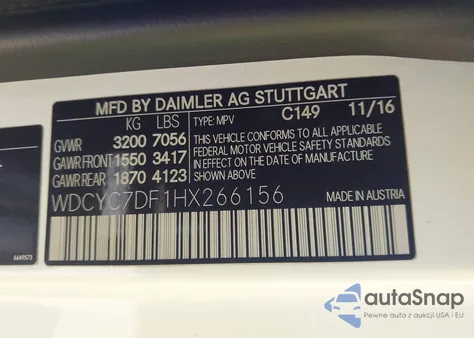 MFD BY DAIMLER AG STUTTGART
KG LBS TYPE: MPV C149 11/16
GVWR 3200 7056
GAWR FRONT 1550 3417
GAWR REAR 1870 4123
THIS VEHICLE CONFORMS TO ALL APPLICABLE
FEDERAL MOTOR VEHICLE SAFETY STANDARDS
IN EFFECT ON THE DATE OF MANUFACTURE
SHOWN ABOVE.
MADE IN AUSTRIA
WDCYC7DF1HX266156
6649573
autoSnap
Pewne auta z aukcji USA i EU